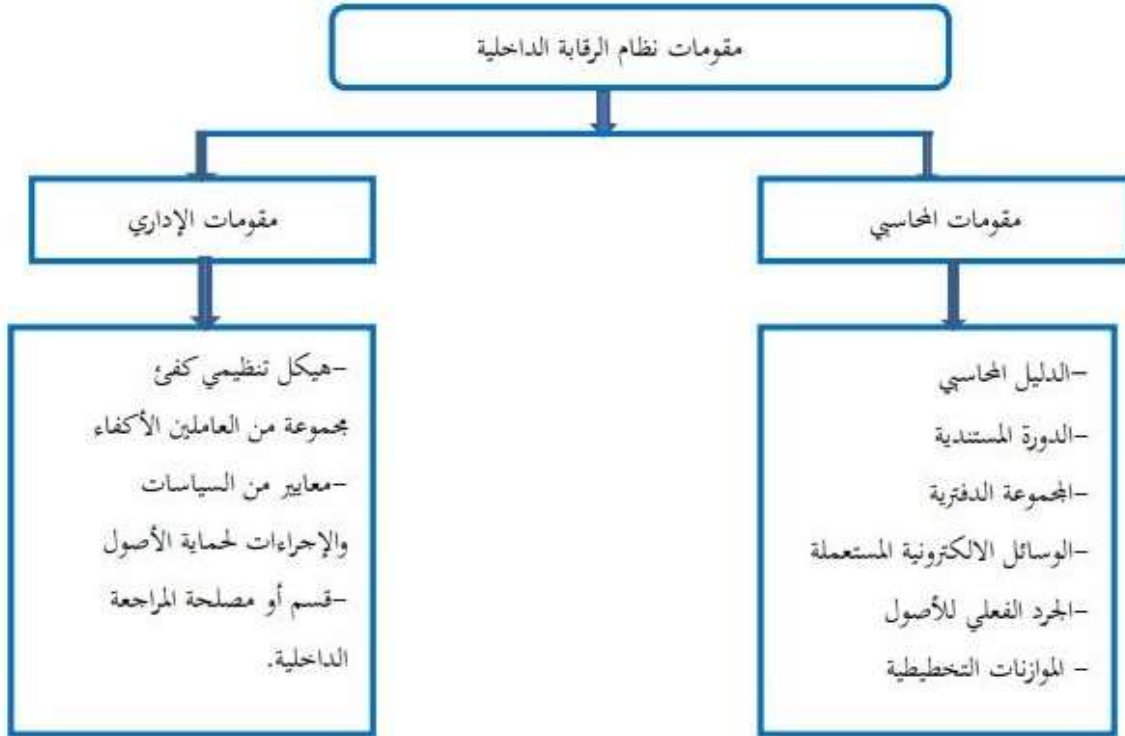 مقومات نظام الرقابة الداخلية
مقومات المحاسبي
مقومات الإداري
-الدليل المحاسبي
-الدورة المستندية
-المجموعة الدفترية
-الوسائل الالكترونية المستعملة
-الجرد الفعلي للأصول
- الموازنات التخطيطية
-هيكل تنظيمي كفئ
مجموعة من العاملين الأكفاء
-معايير من السياسات
والإجراءات لحماية الأصول
-قسم أو مصلحة المراجعة
الداخلية.